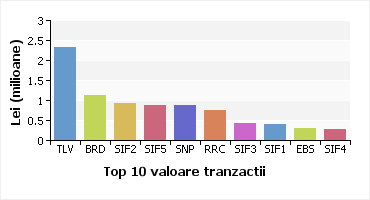 Lei (milioane)
3
2.5
2
1.5
1
0.5
0
TLV BRD SIF2 SIF5 SNP RRC SIF3 SIF1 EBS SIF4
Top 10 valoare tranzactii